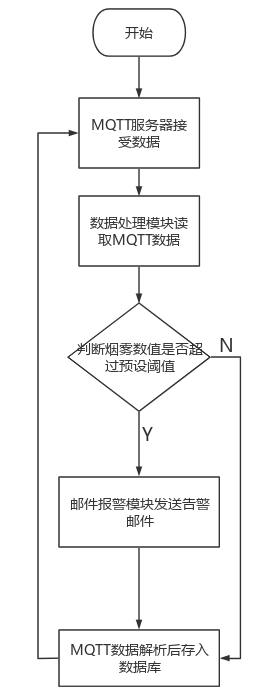 开始
MQTT服务器接
受数据
数据处理模块读
取MQTT数据
判断烟雾数值是否超
过预设阈值
N
Y
邮件报警模块发送告警
邮件
MQTT数据解析后存入
数据库